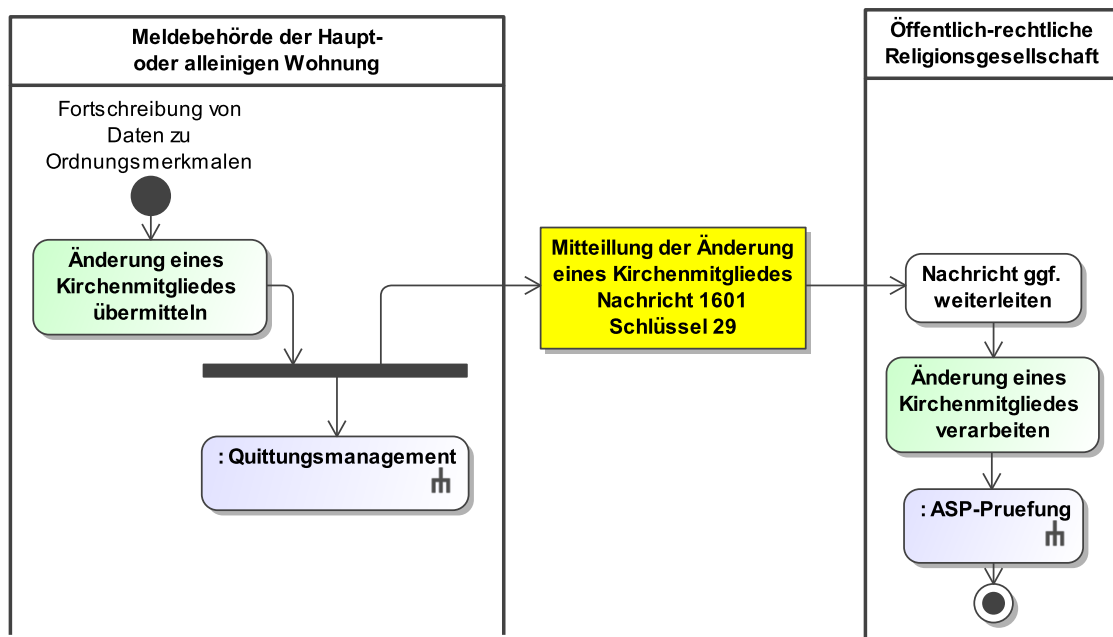 Meldebehörde der Haupt-
oder alleinigen Wohnung
Fortschreibung von
Daten zu
Ordnungsmerkmalen
Änderung eines
Kirchenmitgliedes
übermitteln
: Quittungsmanagement
Mitteillung der Änderung
eines Kirchenmitgliedes
Nachricht 1601
Schlüssel 29
Öffentlich-rechtliche
Religionsgesellschaft
Nachricht ggf.
weiterleiten
Änderung eines
Kirchenmitgliedes
verarbeiten
: ASP-Pruefung